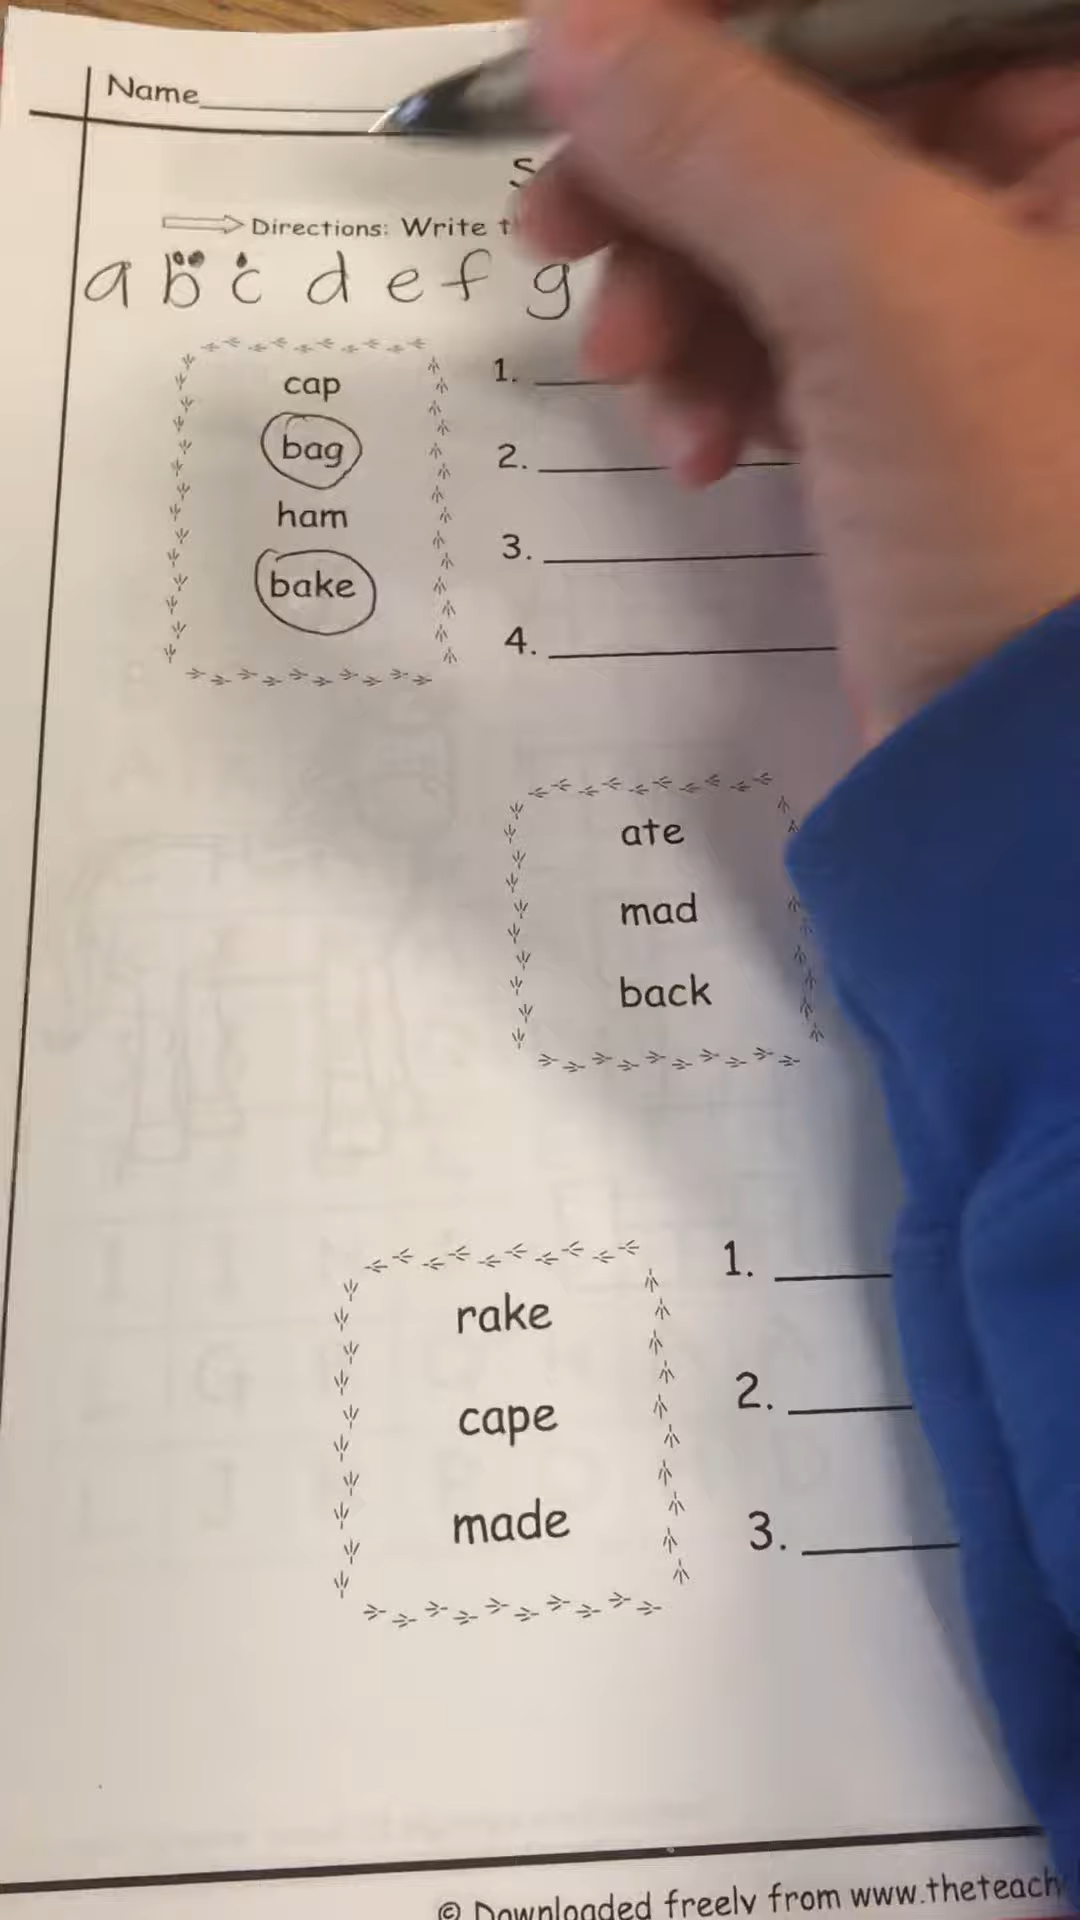 Name
Directions: Write
a b c d e f g
cap
bag
ham
bake
1.
2.
3.
4.
ate
mad
back
rake
cape
made
1.
2.
3.
© Downloaded freely from www.theteach